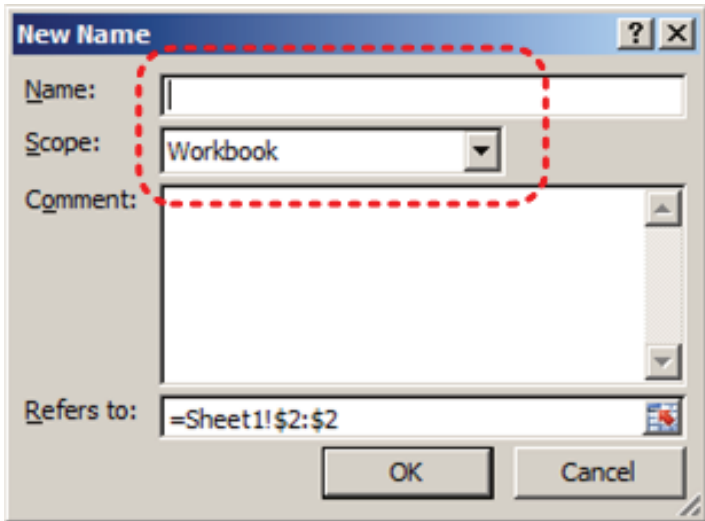 New Name
Name:
Scope: Workbook
Comment:
Refers to: =Sheet1!$2:$2
OK Cancel